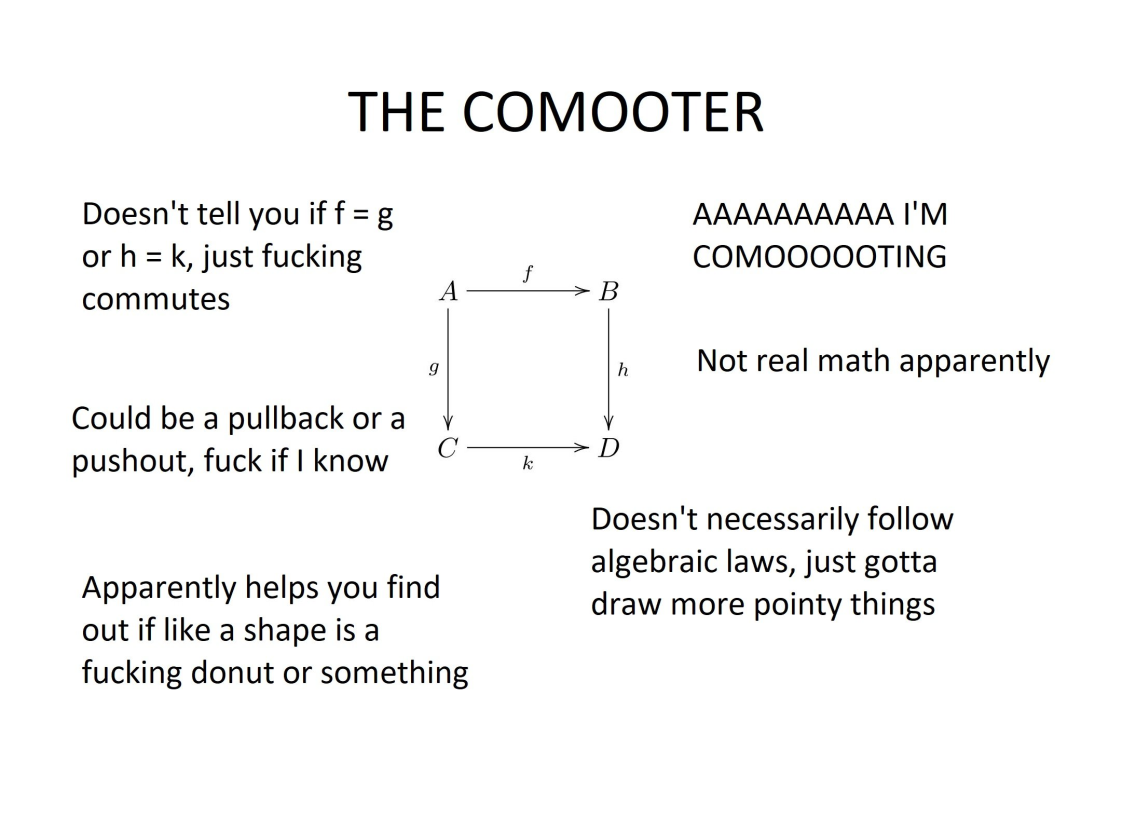 THE COMOOTER
Doesn't tell you if f = g
or h = k, just fucking
commutes
AAAAAAAAAA I'M
COMOOOOOTING
f
A
B
g
h
Not real math apparently
Could be a pullback or a
pushout, fuck if I know
C
D
k
Doesn't necessarily follow
algebraic laws, just gotta
draw more pointy things
Apparently helps you find
out if like a shape is a
fucking donut or something